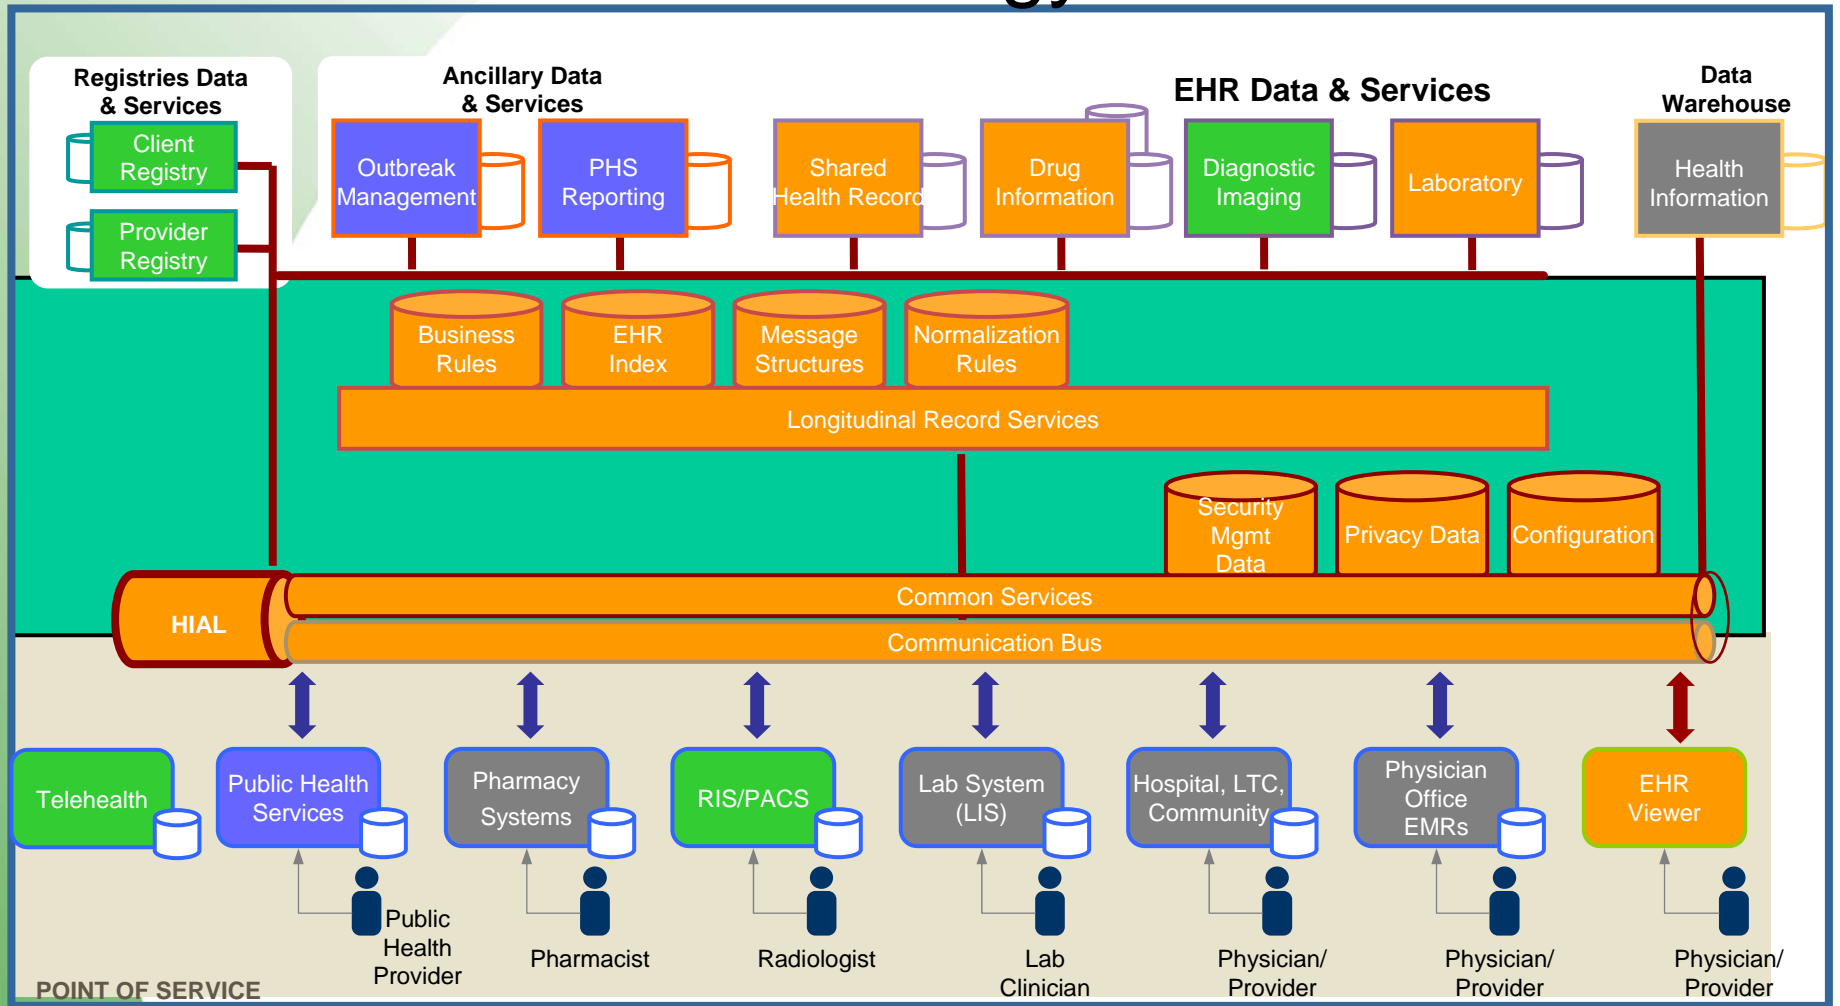 Registries Data
& Services
Ancillary Data
& Services
EHR Data & Services
Data
Warehouse
Client
Registry
Provider
Registry
Outbreak
Management
PHS
Reporting
Shared
Health Record
Drug
Information
Diagnostic
Imaging
Laboratory
Health
Information
Business
Rules
EHR
Index
Message
Structures
Normalization
Rules
Longitudinal Record Services
Security
Mgmt
Data
Privacy Data
Configuration
HIAL
Common Services
Communication Bus
Telehealth
Public Health
Services
Pharmacy
Systems
RIS/PACS
Lab System
(LIS)
Hospital, LTC,
Community
Physician
Office
EMRs
EHR
Viewer
Public
Health
Provider
Pharmacist
Radiologist
Lab
Clinician
Physician/
Provider
Physician/
Provider
Physician/
Provider
POINT OF SERVICE